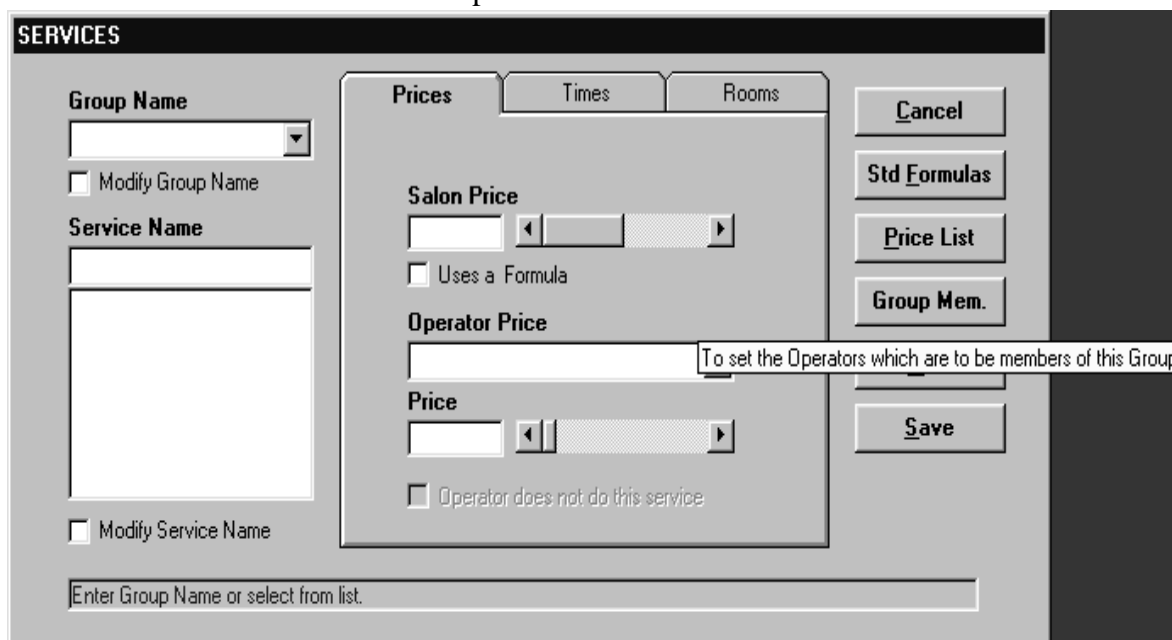 SERVICES
Group Name
Modify Group Name
Service Name
Modify Service Name
Prices
Times
Rooms
Salon Price
Uses a Formula
Operator Price
Price
Operator does not do this service
Cancel
Std Formulas
Price List
Group Mem.
To set the Operators which are to be members of this Group
Save
Enter Group Name or select from list.